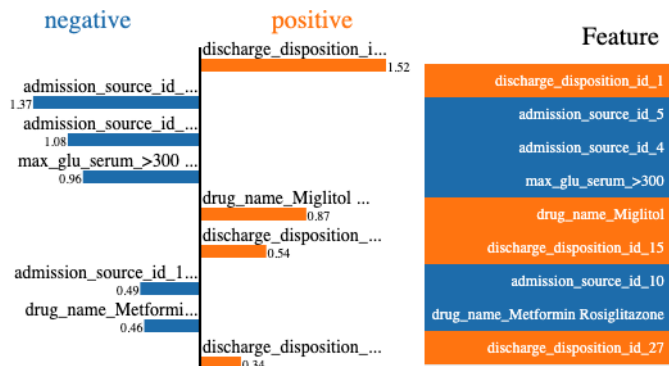 negative
positive
discharge_disposition_i...
1.52
admission_source_id_...
1.37
admission_source_id_...
1.08
max_glu_serum_>300 ...
0.96
drug_name_Miglitol ...
0.87
discharge_disposition_...
0.54
admission_source_id_1...
0.49
drug_name_Metformi...
0.46
discharge_disposition_...
0.34
Feature
discharge_disposition_id_1
admission_source_id_5
admission_source_id_4
max_glu_serum_>300
drug_name_Miglitol
discharge_disposition_id_15
admission_source_id_10
drug_name_Metformin Rosiglitazone
discharge_disposition_id_27